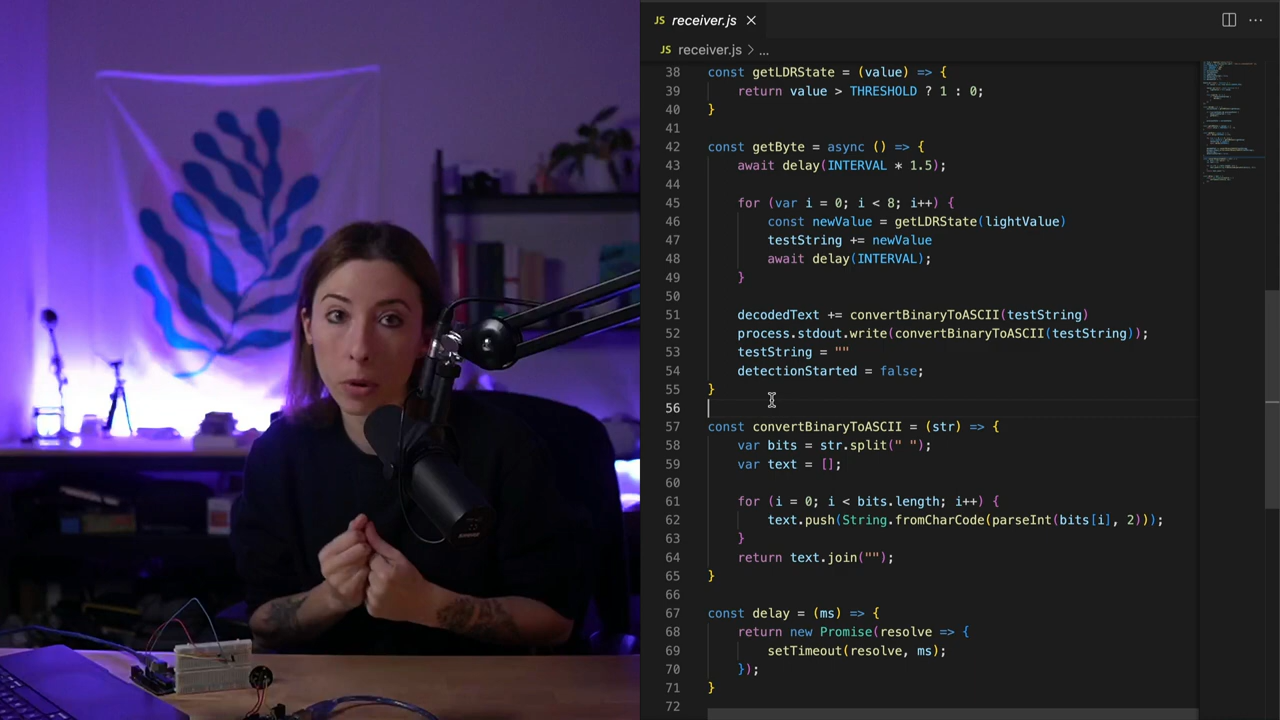 JS receiver.js ×
JS receiver.js > ...
38 const getLDRState = (value) => {
39 return value > THRESHOLD ? 1 : 0;
40 }
41
42 const getByte = async () => {
43 await delay(INTERVAL * 1.5);
44
45 for (var i = 0; i < 8; i++) {
46 const newValue = getLDRState(lightValue)
47 testString += newValue
48 await delay(INTERVAL);
49 }
50
51 decodedText += convertBinaryToASCII(testString)
52 process.stdout.write(convertBinaryToASCII(testString));
53 testString = ""
54 detectionStarted = false;
55 }
56
57 const convertBinaryToASCII = (str) => {
58 var bits = str.split(" ");
59 var text = [];
60
61 for (i = 0; i < bits.length; i++) {
62 text.push(String.fromCharCode(parseInt(bits[i], 2)));
63 }
64 return text.join("");
65 }
66
67 const delay = (ms) => {
68 return new Promise(resolve => {
69 setTimeout(resolve, ms);
70 });
71 }
72